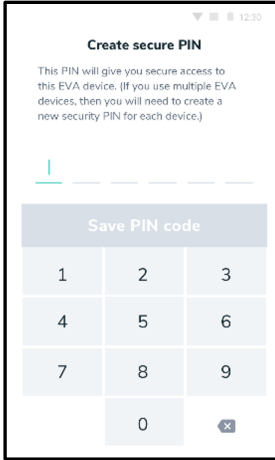 12:30
Create secure PIN
This PIN will give you secure access to
this EVA device. (If you use multiple EVA
devices, then you will need to create a
new security PIN for each device.)
Save PIN code
1 2 3
4 5 6
7 8 9
0